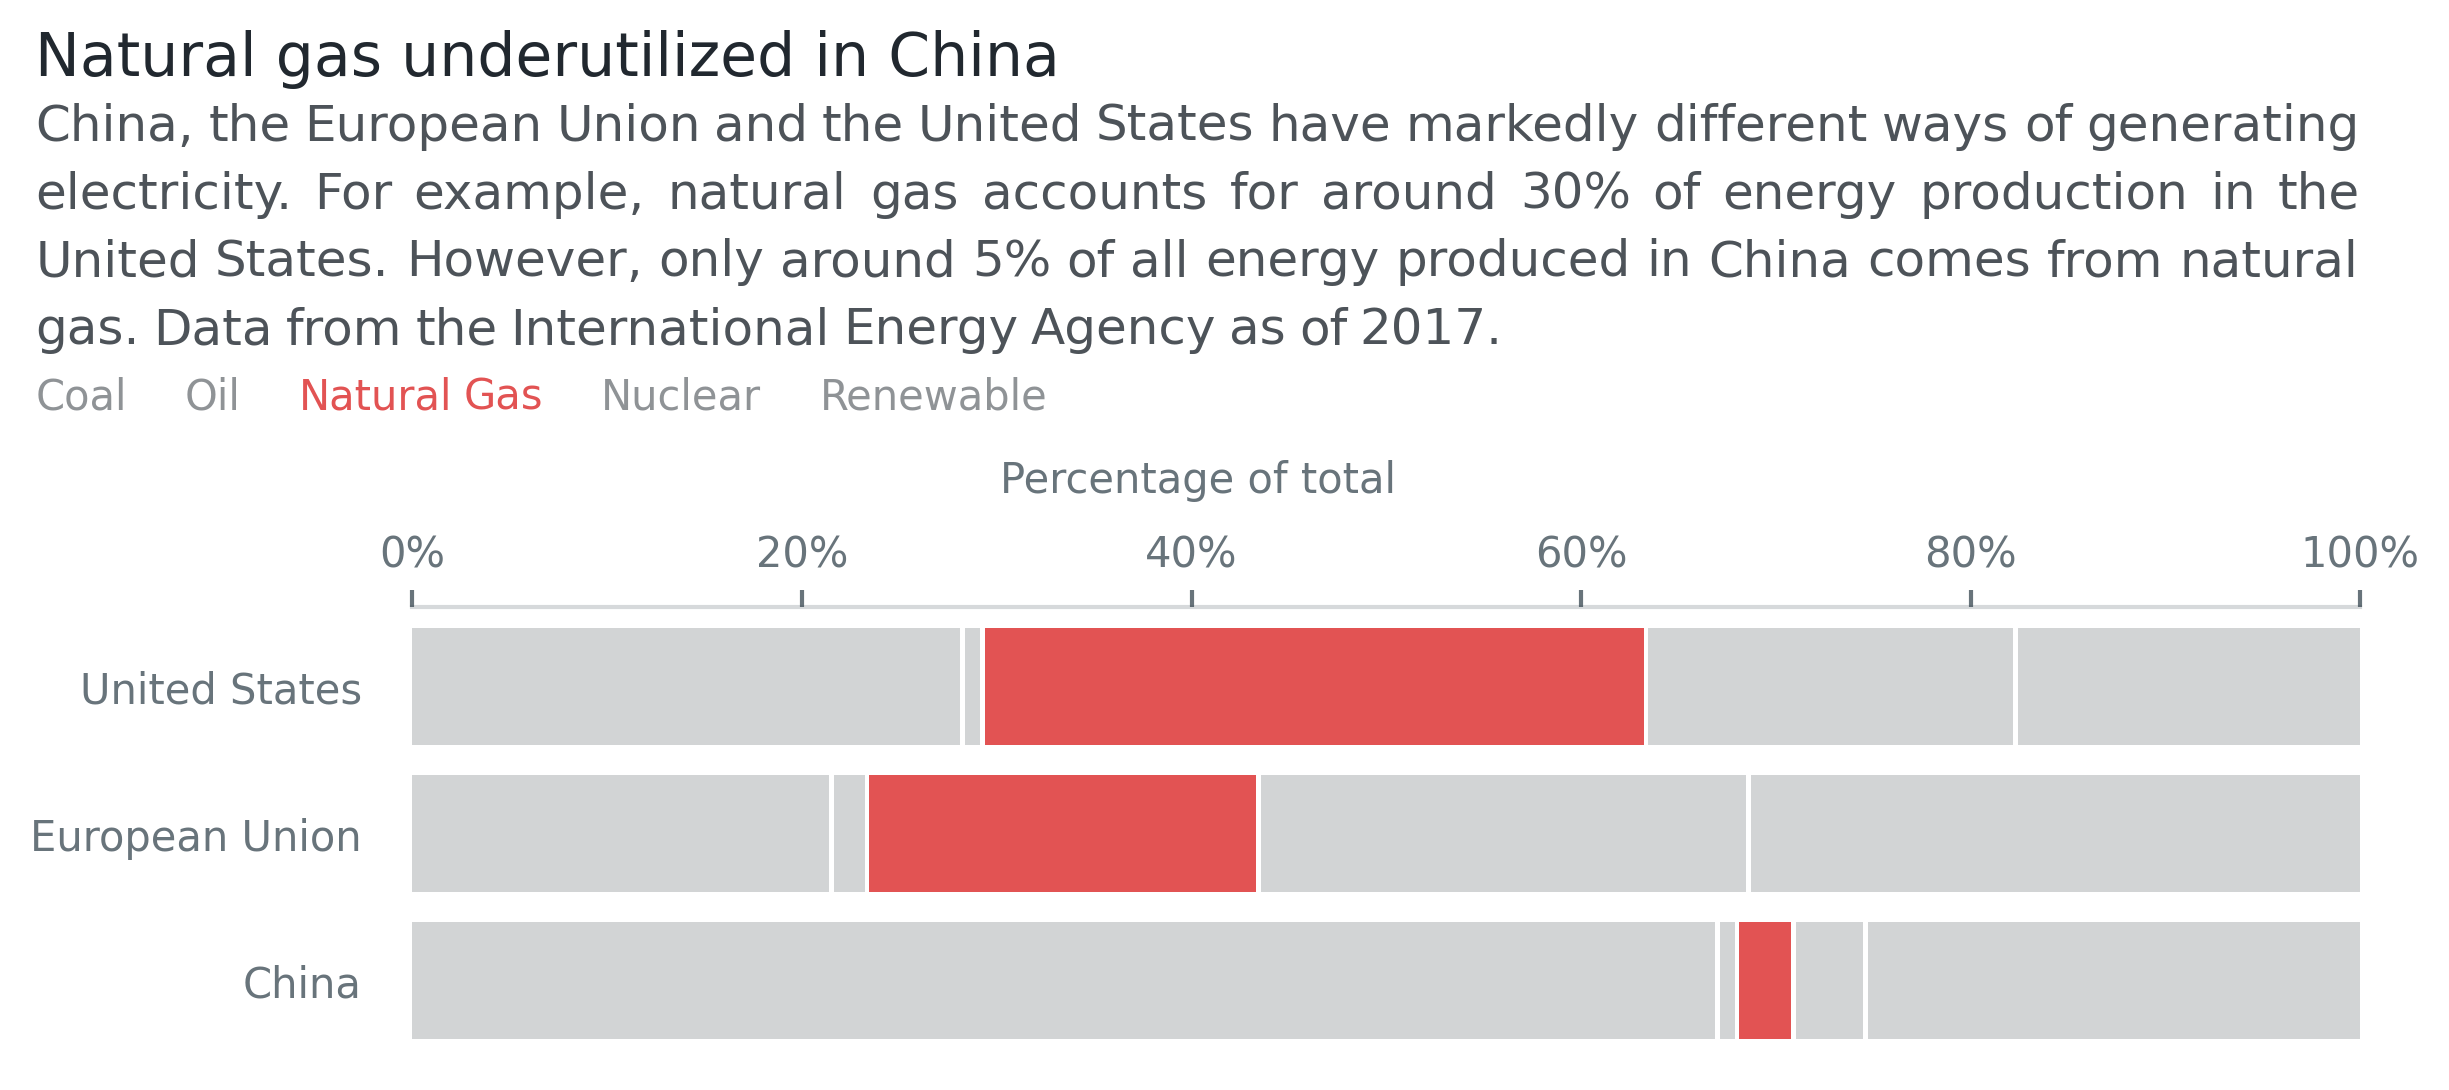 Natural gas underutilized in China
China, the European Union and the United States have markedly different ways of generating
electricity. For example, natural gas accounts for around 30% of energy production in the
United States. However, only around 5% of all energy produced in China comes from natural
gas. Data from the International Energy Agency as of 2017.
Coal Oil Natural Gas Nuclear Renewable
Percentage of total
0% 20% 40% 60% 80% 100%
United States
European Union
China